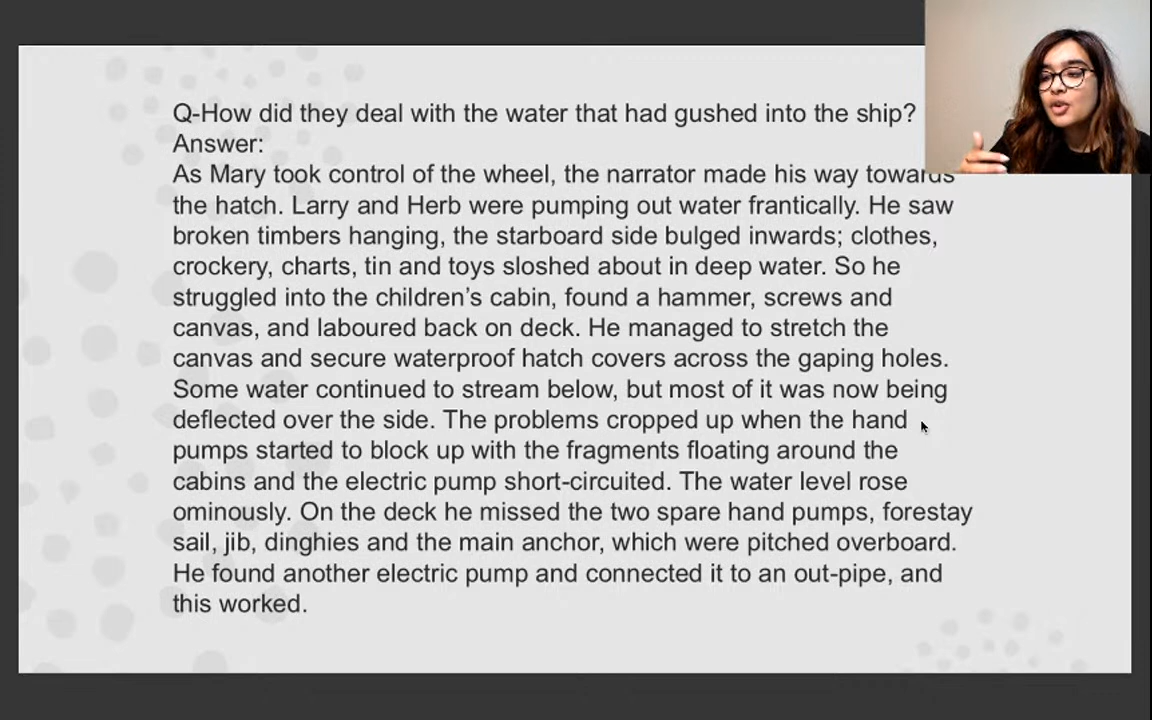 Q-How did they deal with the water that had gushed into the ship?
Answer:
As Mary took control of the wheel, the narrator made his way towards
the hatch. Larry and Herb were pumping out water frantically. He saw
broken timbers hanging, the starboard side bulged inwards; clothes,
crockery, charts, tin and toys sloshed about in deep water. So he
struggled into the children’s cabin, found a hammer, screws and
canvas, and laboured back on deck. He managed to stretch the
canvas and secure waterproof hatch covers across the gaping holes.
Some water continued to stream below, but most of it was now being
deflected over the side. The problems cropped up when the hand
pumps started to block up with the fragments floating around the
cabins and the electric pump short-circuited. The water level rose
ominously. On the deck he missed the two spare hand pumps, forestay
sail, jib, dinghies and the main anchor, which were pitched overboard.
He found another electric pump and connected it to an out-pipe, and
this worked.